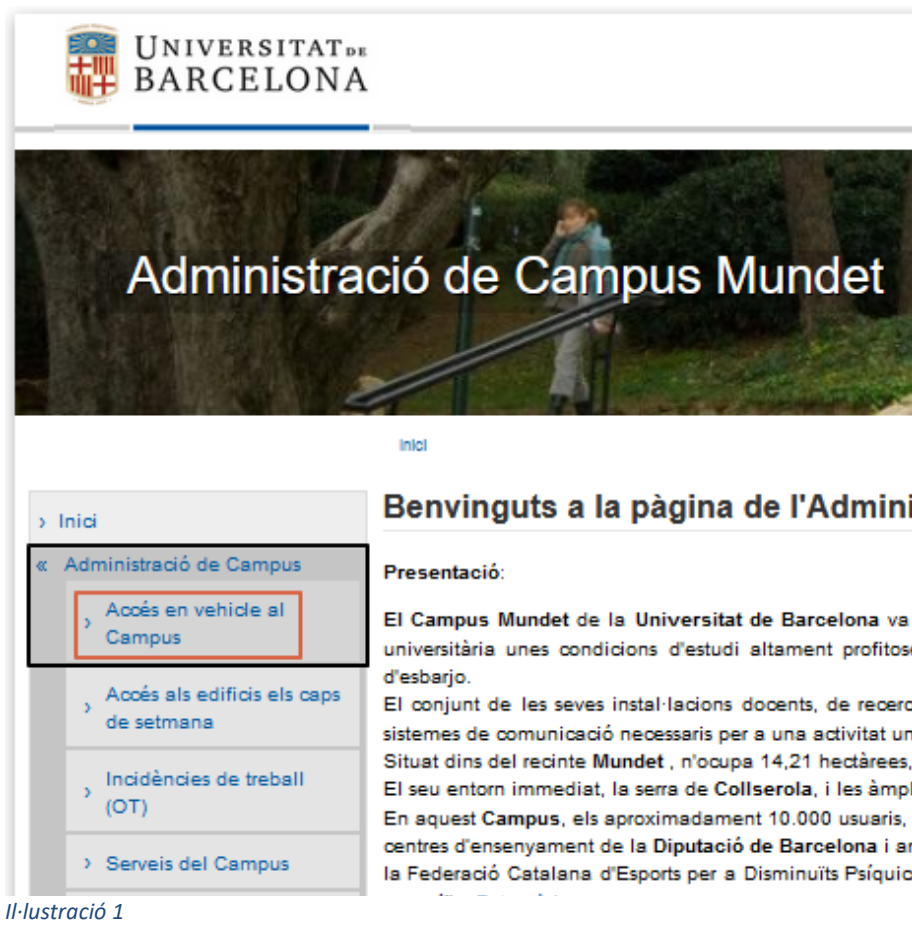 UNIVERSITAT DE
BARCELONA
Administració de Campus Mundet
Inici
› Inici
« Administració de Campus
› Accés en vehicle al
Campus
› Accés als edificis els caps
de setmana
› Incidències de treball
(OT)
› Serveis del Campus
Benvinguts a la pàgina de l'Admini
Presentació:
El Campus Mundet de la Universitat de Barcelona va
universitària unes condicions d'estudi altament profitose
d'esbarjo.
El conjunt de les seves instal·lacions docents, de recerc
sistemes de comunicació necessaris per a una activitat un
Situat dins del recinte Mundet , n'ocupa 14,21 hectàrees,
El seu entorn immediat, la serra de Collserola, i les àmpl
En aquest Campus, els aproximadament 10.000 usuaris,
centres d'ensenyament de la Diputació de Barcelona i ar
la Federació Catalana d'Esports per a Disminuïts Psíquic
Il·lustració 1